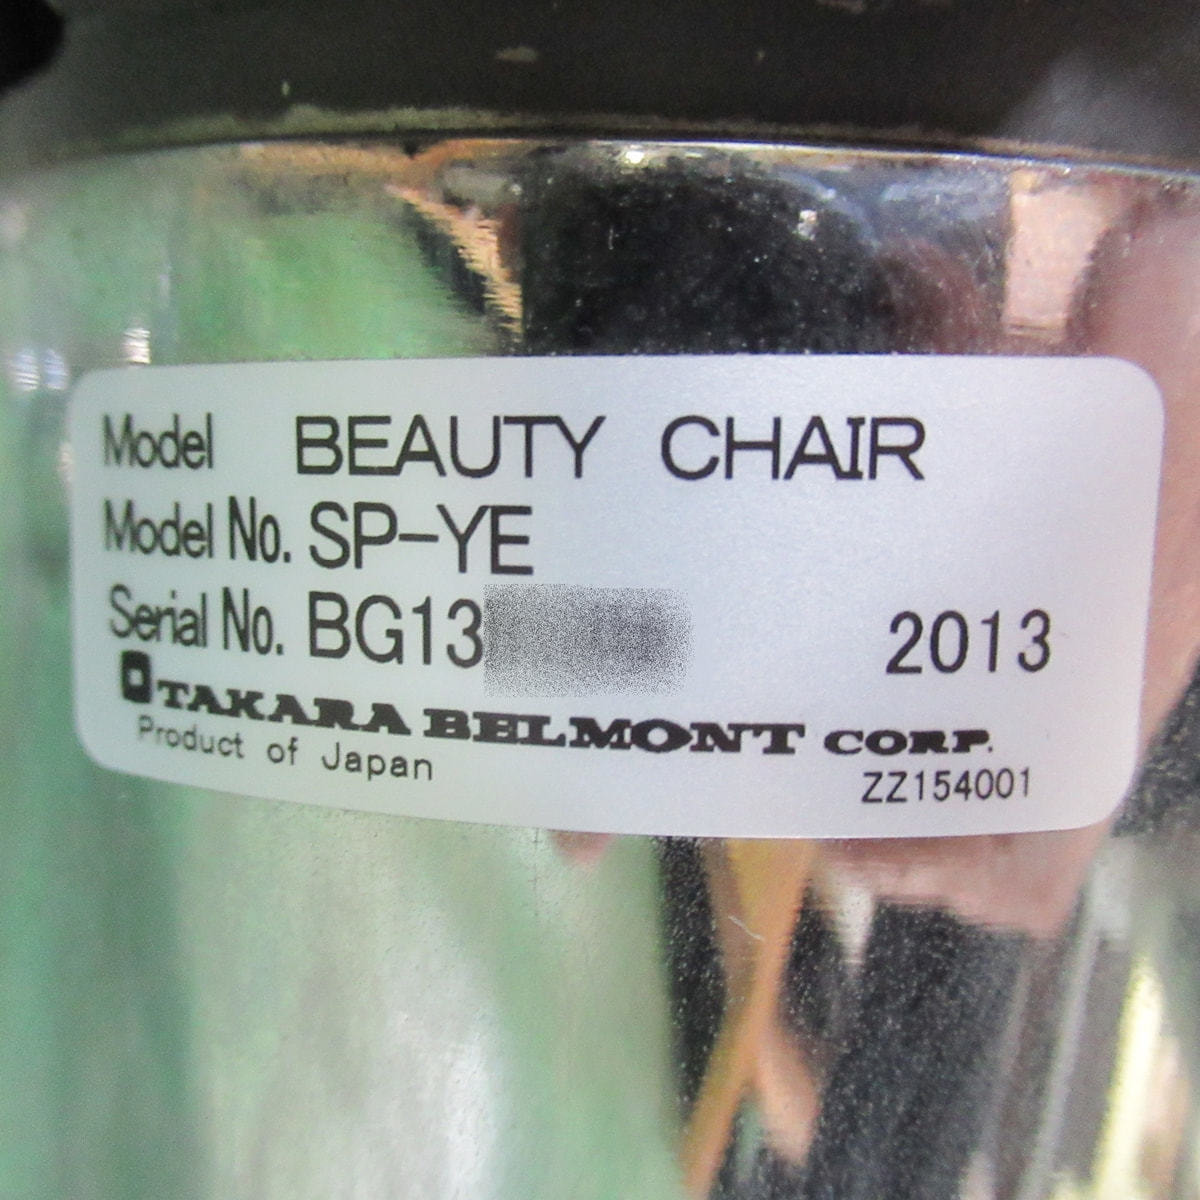 Model BEAUTY CHAIR
Model No. SP-YE
Serial No. BG13 2013
TAKARA BELMONT CORP.
Product of Japan
ZZ154001